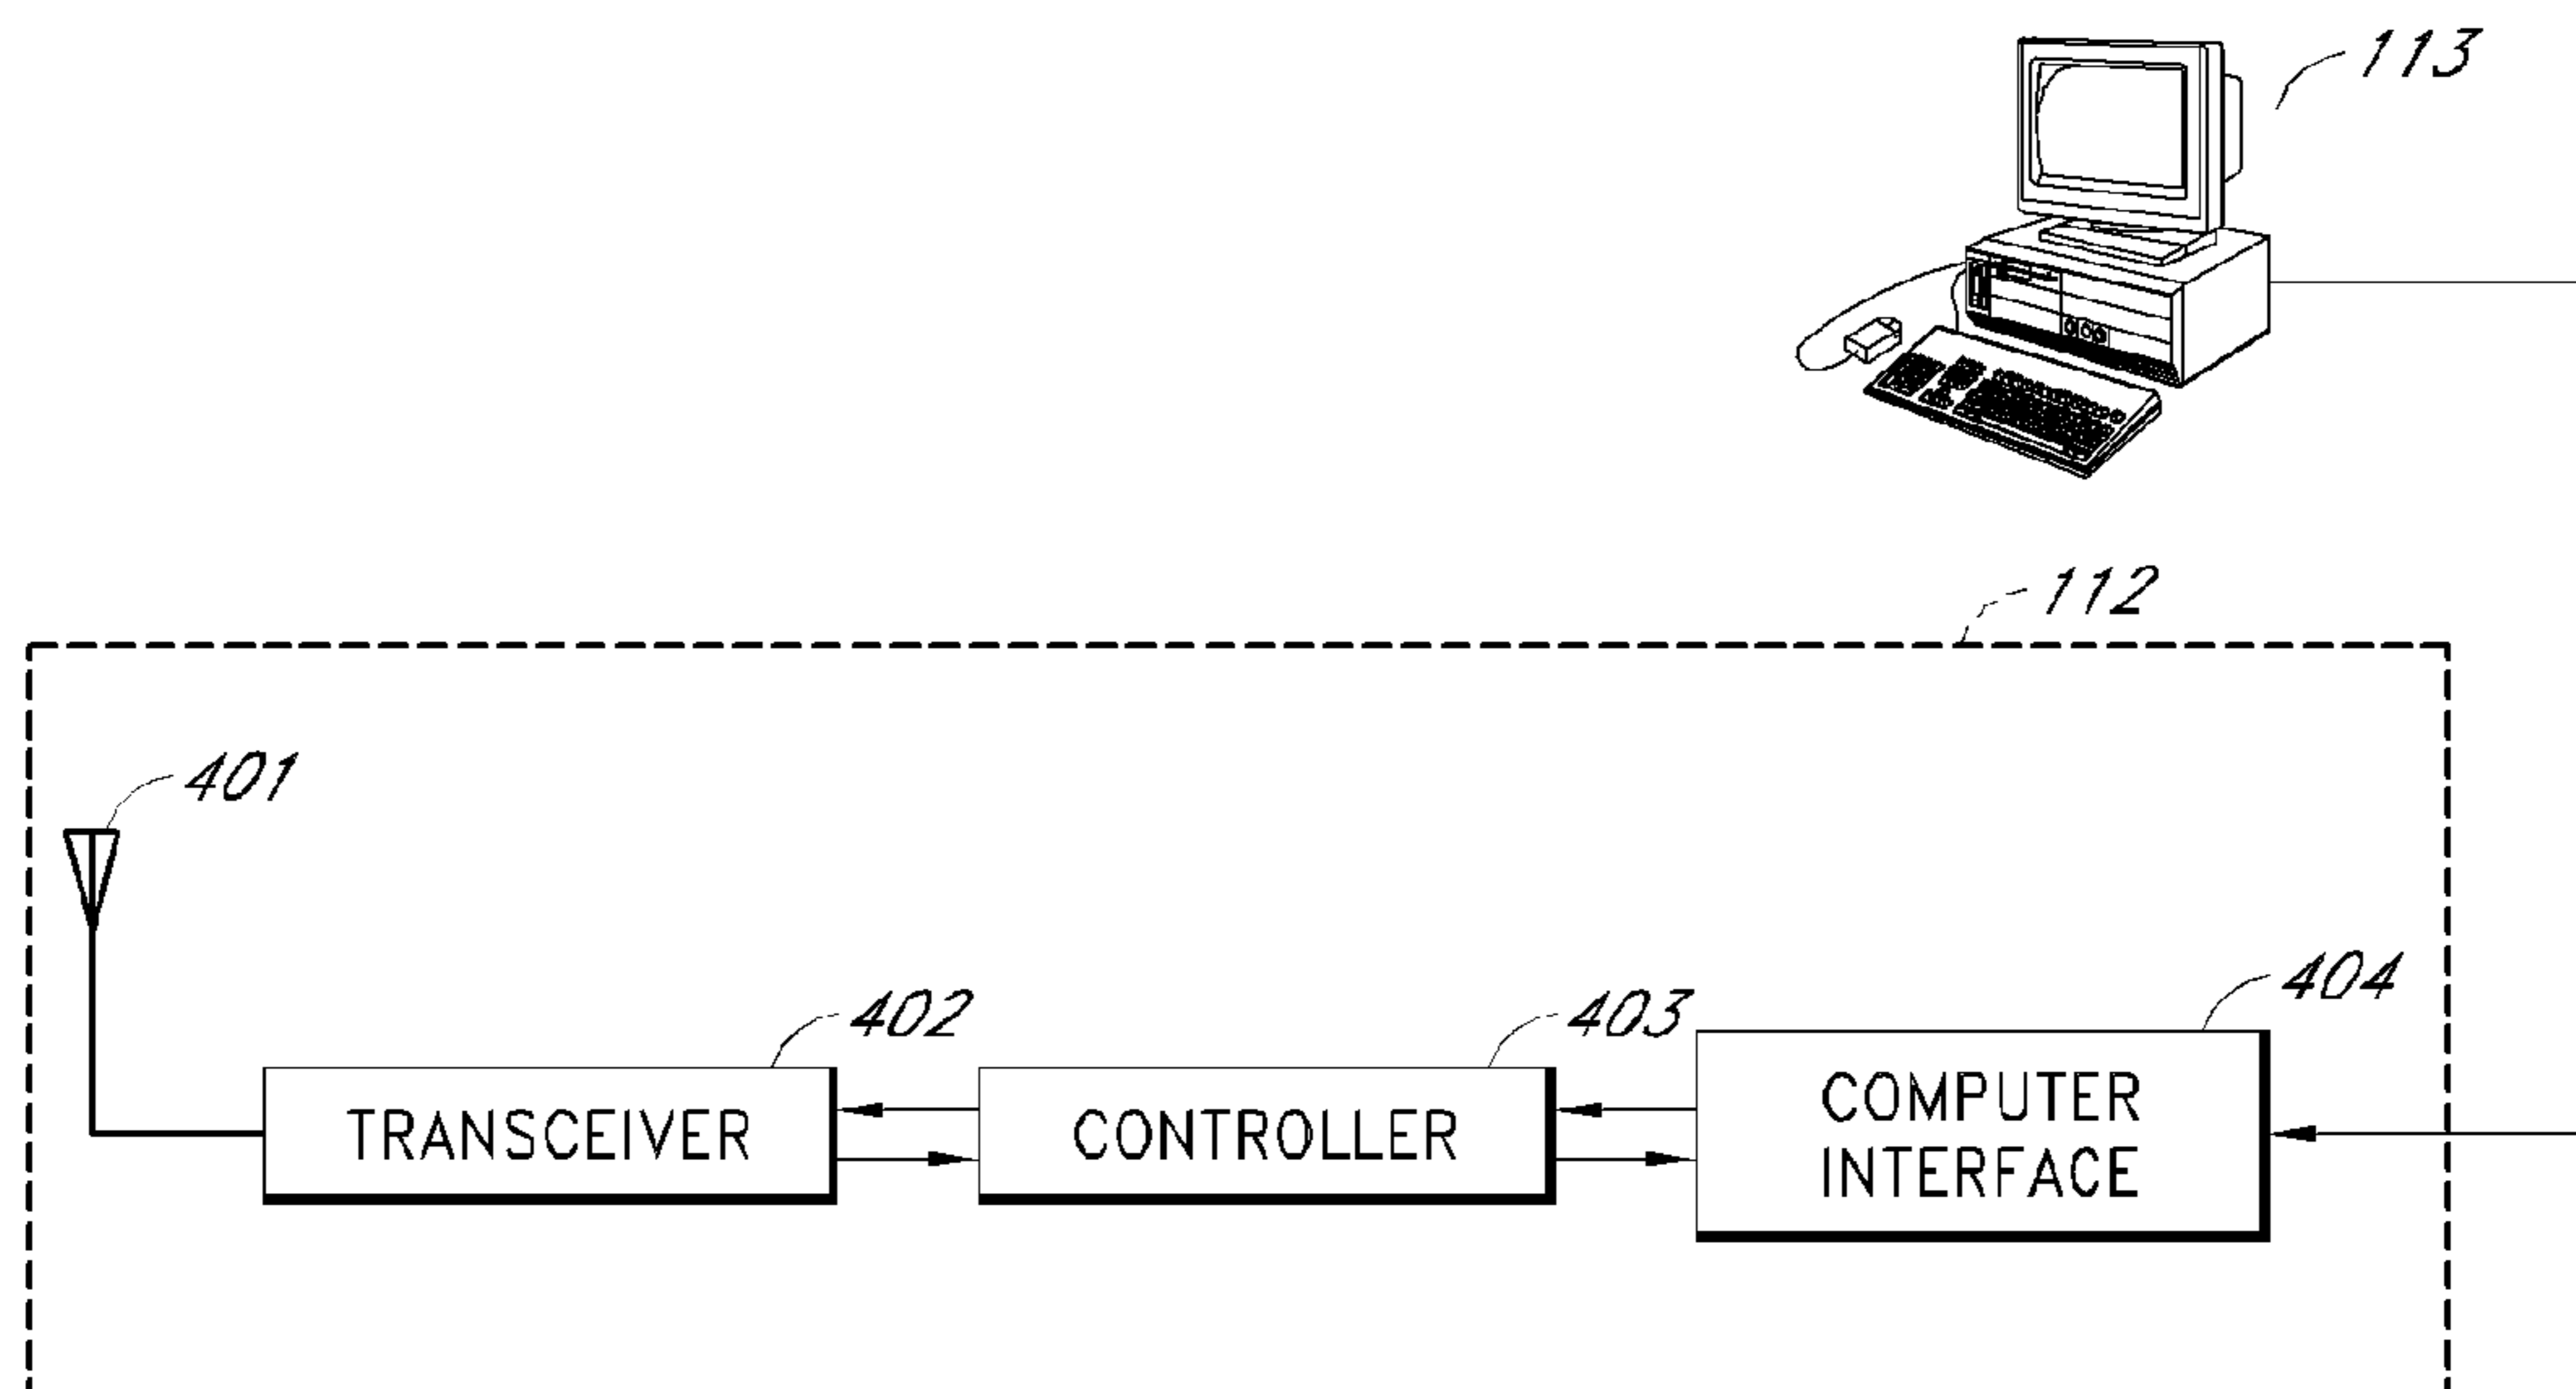 113
112
401
404
402
403
TRANSCEIVER
CONTROLLER
COMPUTER
INTERFACE